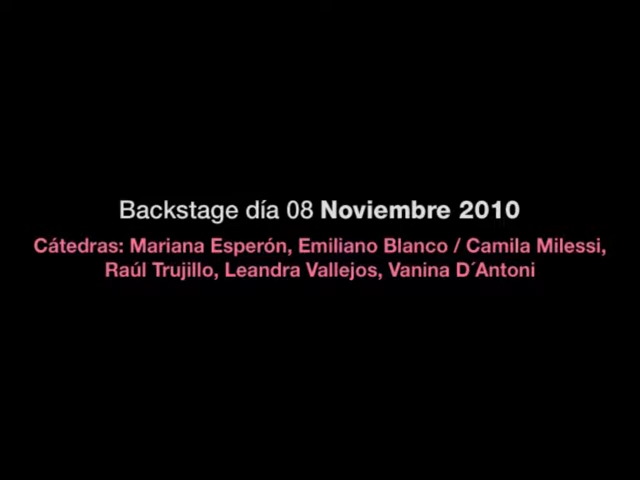 Backstage día 08 Noviembre 2010
Cátedras: Mariana Esperón, Emiliano Blanco / Camila Milessi,
Raúl Trujillo, Leandra Vallejos, Vanina D´Antoni